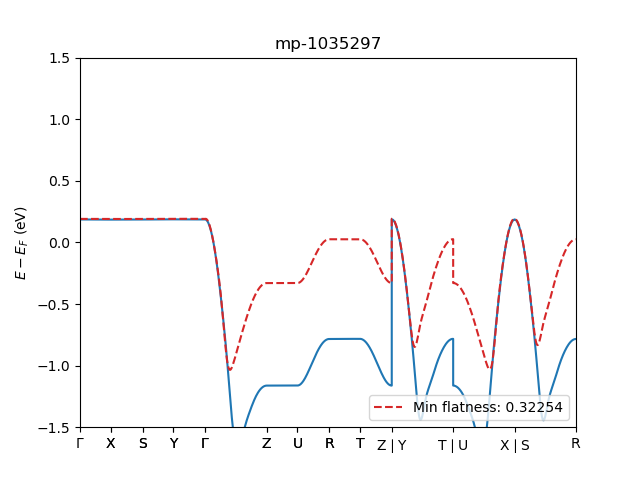 mp-1035297
E − E_F (eV)
1.5
1.0
0.5
0.0
−0.5
−1.0
−1.5
Min flatness: 0.32254
Γ X S Y Γ Z U R T Z | Y T | U X | S R